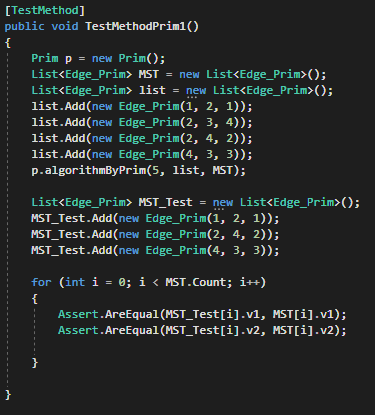 [TestMethod]
public void TestMethodPrim1()
{
Prim p = new Prim();
List<Edge_Prim> MST = new List<Edge_Prim>();
List<Edge_Prim> list = new List<Edge_Prim>();
list.Add(new Edge_Prim(1, 2, 1));
list.Add(new Edge_Prim(2, 3, 4));
list.Add(new Edge_Prim(2, 4, 2));
list.Add(new Edge_Prim(4, 3, 3));
p.algorithmByPrim(5, list, MST);
List<Edge_Prim> MST_Test = new List<Edge_Prim>();
MST_Test.Add(new Edge_Prim(1, 2, 1));
MST_Test.Add(new Edge_Prim(2, 4, 2));
MST_Test.Add(new Edge_Prim(4, 3, 3));
for (int i = 0; i < MST.Count; i++)
{
Assert.AreEqual(MST_Test[i].v1, MST[i].v1);
Assert.AreEqual(MST_Test[i].v2, MST[i].v2);
}
}